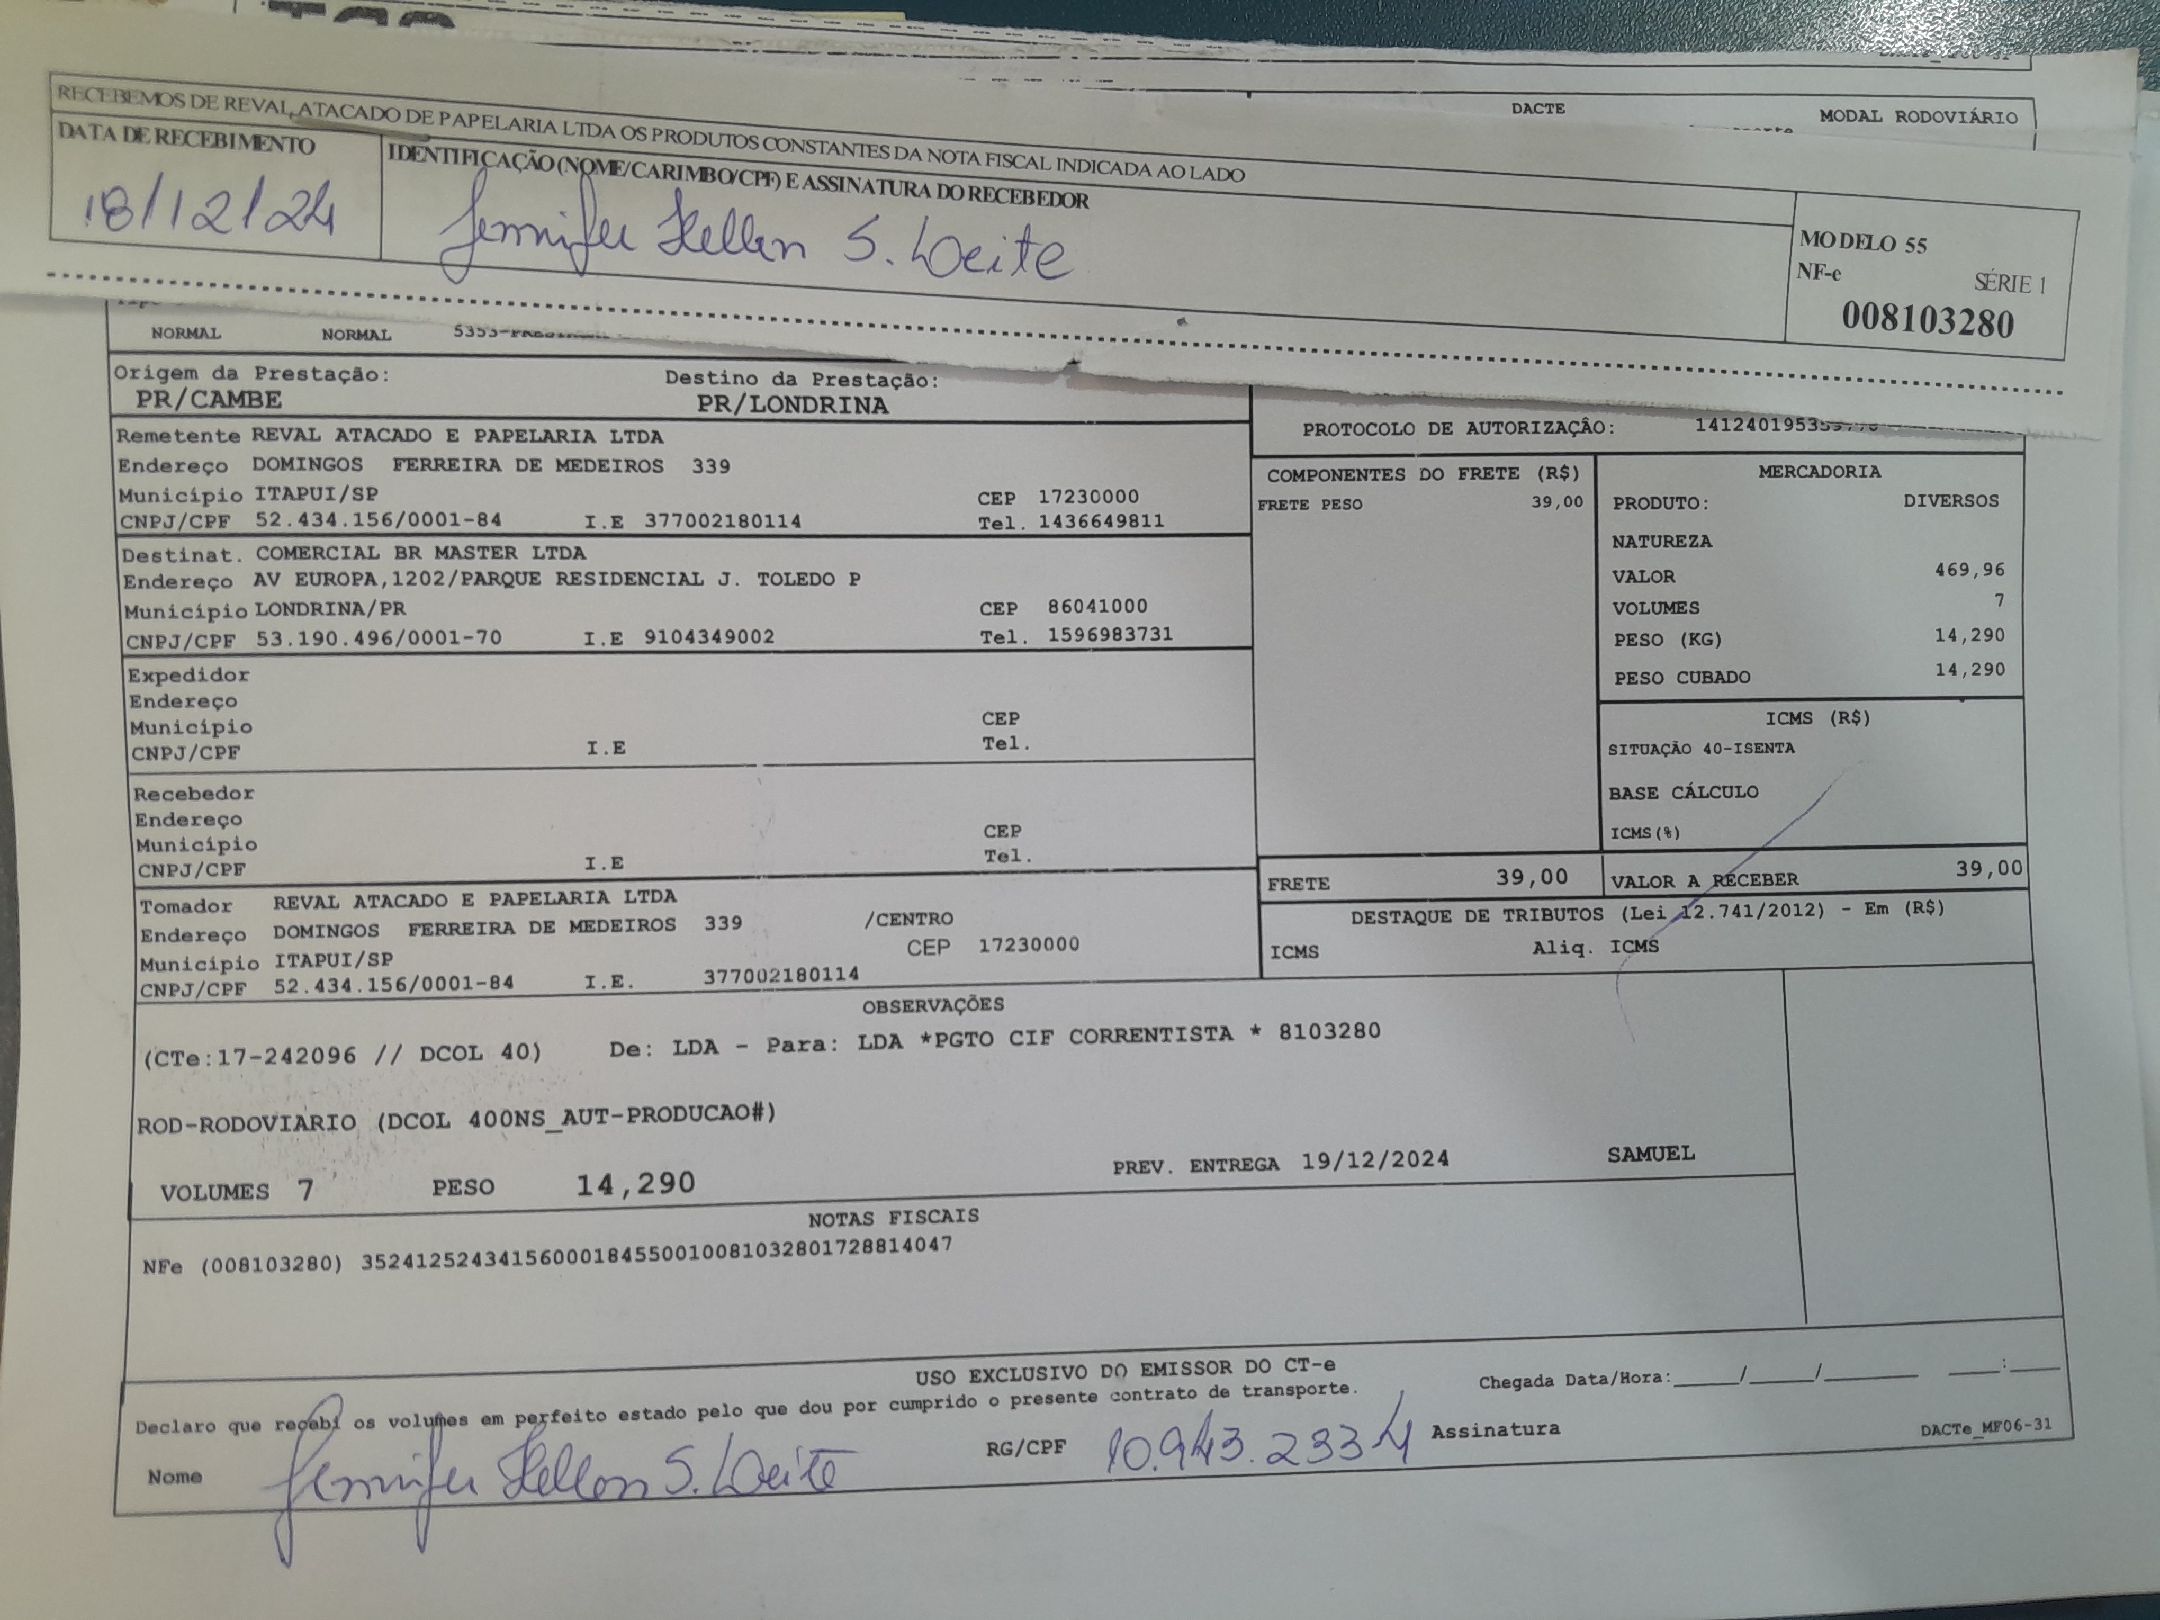 DACTE
MODAL RODOVIÁRIO
RECEBEMOS DE REVAL ATACADO DE PAPELARIA LTDA OS PRODUTOS CONSTANTES DA NOTA FISCAL INDICADA AO LADO
DATA DE RECEBIMENTO
IDENTIFICAÇÃO (NOME/CARIMBO/CPF) E ASSINATURA DO RECEBEDOR
18/12/24
Jennifer Hellen S. Leite
MODELO 55
NF-e SÉRIE 1
008103280
NORMAL NORMAL 5353-
Origem da Prestação: Destino da Prestação:
PR/CAMBE PR/LONDRINA
PROTOCOLO DE AUTORIZAÇÃO:
Remetente REVAL ATACADO E PAPELARIA LTDA
Endereço DOMINGOS FERREIRA DE MEDEIROS 339
Município ITAPUI/SP CEP 17230000
CNPJ/CPF 52.434.156/0001-84 I.E 377002180114 Tel. 1436649811
Destinat. COMERCIAL BR MASTER LTDA
Endereço AV EUROPA,1202/PARQUE RESIDENCIAL J. TOLEDO P
Município LONDRINA/PR CEP 86041000
CNPJ/CPF 53.190.496/0001-70 I.E 9104349002 Tel. 1596983731
Expedidor
Endereço
Município CEP
CNPJ/CPF I.E Tel.
Recebedor
Endereço
Município CEP
CNPJ/CPF I.E Tel.
Tomador REVAL ATACADO E PAPELARIA LTDA
Endereço DOMINGOS FERREIRA DE MEDEIROS 339 /CENTRO
Município ITAPUI/SP CEP 17230000
CNPJ/CPF 52.434.156/0001-84 I.E. 377002180114
COMPONENTES DO FRETE (R$)
FRETE PESO 39,00
MERCADORIA
PRODUTO: DIVERSOS
NATUREZA
VALOR 469,96
VOLUMES 7
PESO (KG) 14,290
PESO CUBADO 14,290
ICMS (R$)
SITUAÇÃO 40-ISENTA
BASE CÁLCULO
ICMS(%)
FRETE 39,00 VALOR A RECEBER 39,00
DESTAQUE DE TRIBUTOS (Lei 12.741/2012) - Em (R$)
ICMS Aliq. ICMS
OBSERVAÇÕES
(CTe:17-242096 // DCOL 40) De: LDA - Para: LDA *PGTO CIF CORRENTISTA * 8103280
ROD-RODOVIARIO (DCOL 400NS_AUT-PRODUCAO#)
VOLUMES 7 PESO 14,290 PREV. ENTREGA 19/12/2024 SAMUEL
NOTAS FISCAIS
NFe (008103280) 35241252434156000184550010081032801728814047
USO EXCLUSIVO DO EMISSOR DO CT-e
Declaro que recebi os volumes em perfeito estado pelo que dou por cumprido o presente contrato de transporte.
Chegada Data/Hora:_____/_____/_______ ____:____
Nome Jennifer Hellen S. Leite RG/CPF 10.943.233 4 Assinatura
DACTe_MF06-31